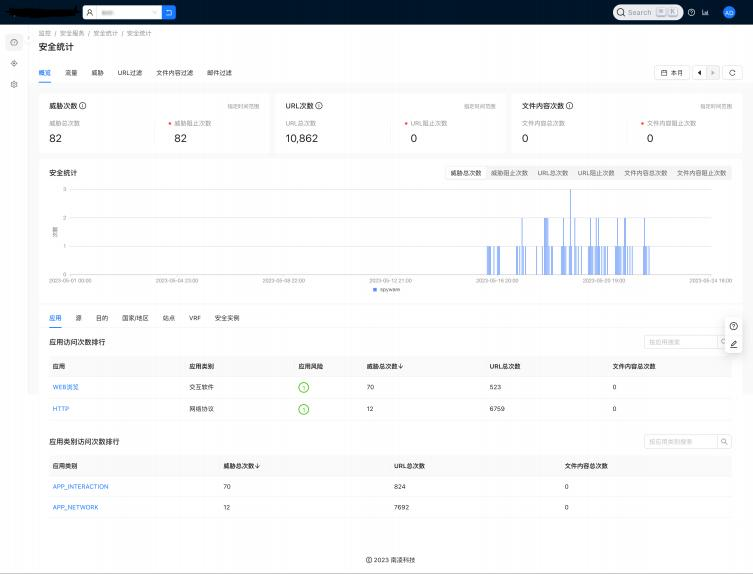 Search ⌘ K
AD
监控 / 安全服务 / 安全统计 / 安全统计
安全统计
概览 流量 威胁 URL过滤 文件内容过滤 邮件过滤
本月
威胁次数 指定时间范围
威胁总次数 威胁阻止次数
82 82
URL次数 指定时间范围
URL总次数 URL阻止次数
10,862 0
文件内容次数 指定时间范围
文件内容总次数 文件内容阻止次数
0 0
安全统计
威胁总次数 威胁阻止次数 URL总次数 URL阻止次数 文件内容总次数 文件内容阻止次数
3
2
次数
1
0
2023-05-01 00:00 2023-05-04 23:00 2023-05-08 22:00 2023-05-12 21:00 2023-05-16 20:00 2023-05-20 19:00 2023-05-24 18:00
spyware
应用 源 目的 国家/地区 站点 VRF 安全实例
应用访问次数排行
按应用搜索
应用 应用类别 应用风险 威胁总次数↓ URL总次数 文件内容总次数
WEB浏览 交互软件 1 70 523 0
HTTP 网络协议 1 12 6759 0
应用类别访问次数排行
按应用类别搜索
应用类别 威胁总次数↓ URL总次数 文件内容总次数
APP_INTERACTION 70 824 0
APP_NETWORK 12 7692 0
© 2023 南凌科技